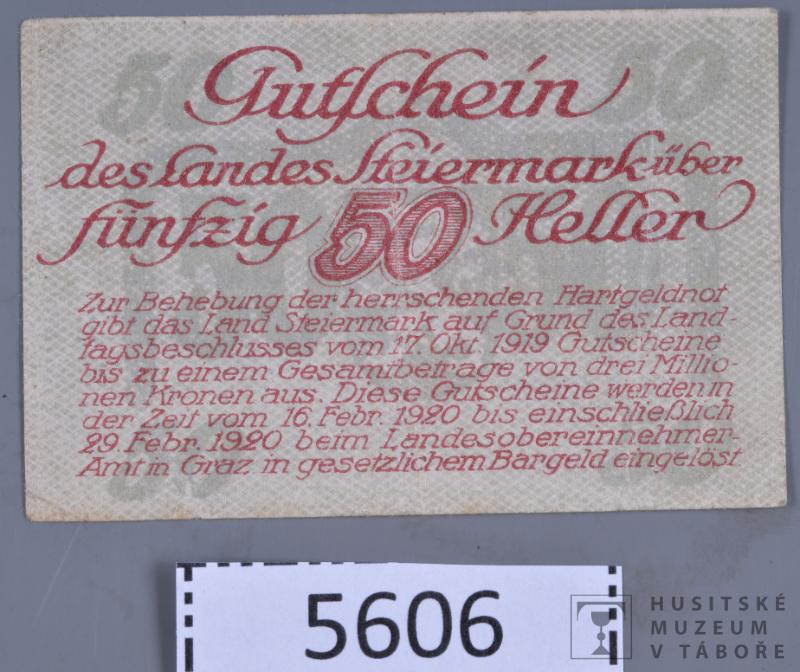 50 50
Gutschein
des Landes Steiermark über
fünfzig 50 Heller
Zur Behebung der herrschenden Hartgeldnot
gibt das Land Steiermark auf Grund des Land-
tagsbeschlusses vom 17. Okt. 1919 Gutscheine
bis zu einem Gesamtbetrage von drei Millio-
nen Kronen aus. Diese Gutscheine werden in
der Zeit vom 16. Febr. 1920 bis einschließlich
29. Febr. 1920 beim Landesobereinnehmer-
Amt in Graz in gesetzlichem Bargeld eingelöst
5606
HUSITSKÉ
MUZEUM
V TÁBOŘE